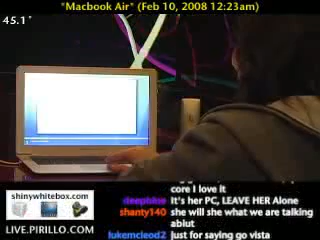 *Macbook Air* (Feb 10, 2008 12:23am)
45.1°
core I love it
deepblue It's her PC, LEAVE HER Alone
shanty140 she will she what we are talking
abiut
lukemcleod2 just for saying go vista
shinywhitebox.com
LIVE.PIRILLO.COM